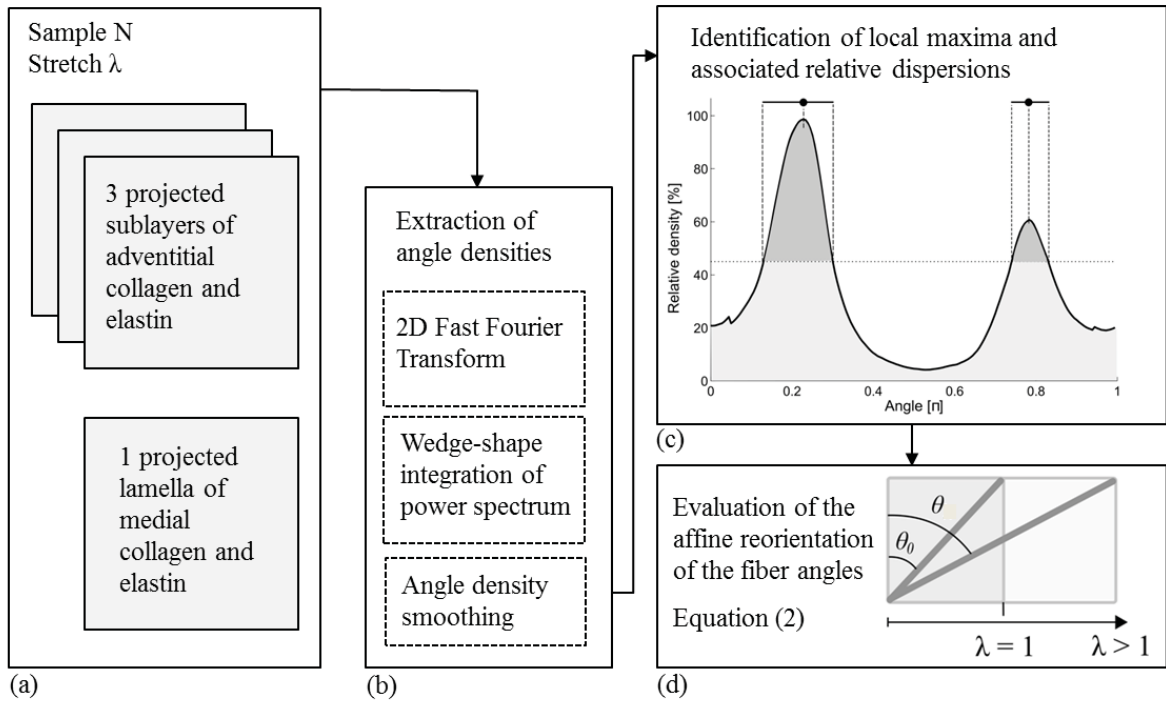 Sample N
Stretch λ
3 projected
sublayers of
adventitial
collagen and
elastin
1 projected
lamella of
medial
collagen and
elastin
(a)
Extraction of
angle densities
2D Fast Fourier
Transform
Wedge-shape
integration of
power spectrum
Angle density
smoothing
(b)
Identification of local maxima and
associated relative dispersions
Relative density [%]
100
80
60
40
20
0
0 0.2 0.4 0.6 0.8 1
Angle [π]
(c)
Evaluation of the
affine reorientation
of the fiber angles
Equation (2)
θ
θ0
λ = 1 λ > 1
(d)